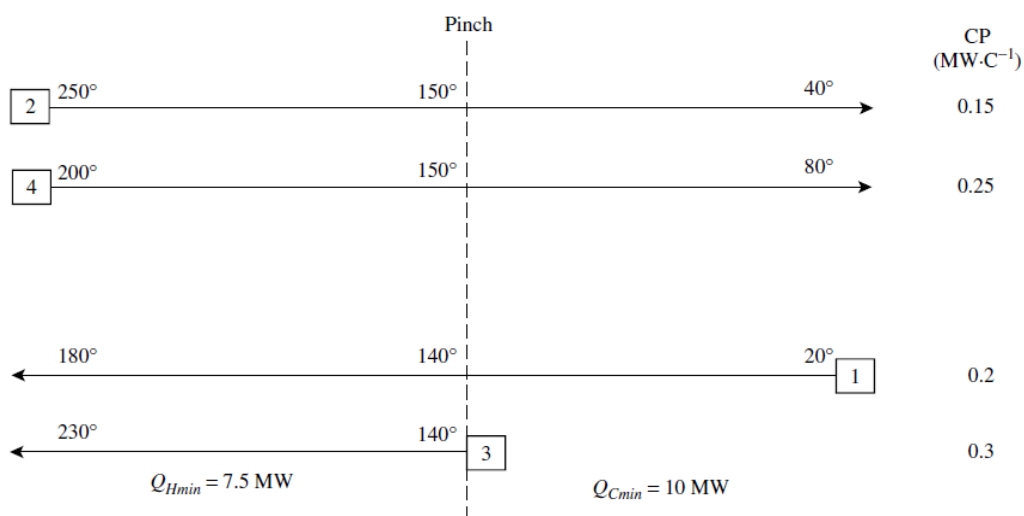 Pinch
CP
(MW·C⁻¹)
2 250° 150° 40° 0.15
4 200° 150° 80° 0.25
180° 140° 20° 1 0.2
230° 140° 3 0.3
Q_Hmin = 7.5 MW Q_Cmin = 10 MW